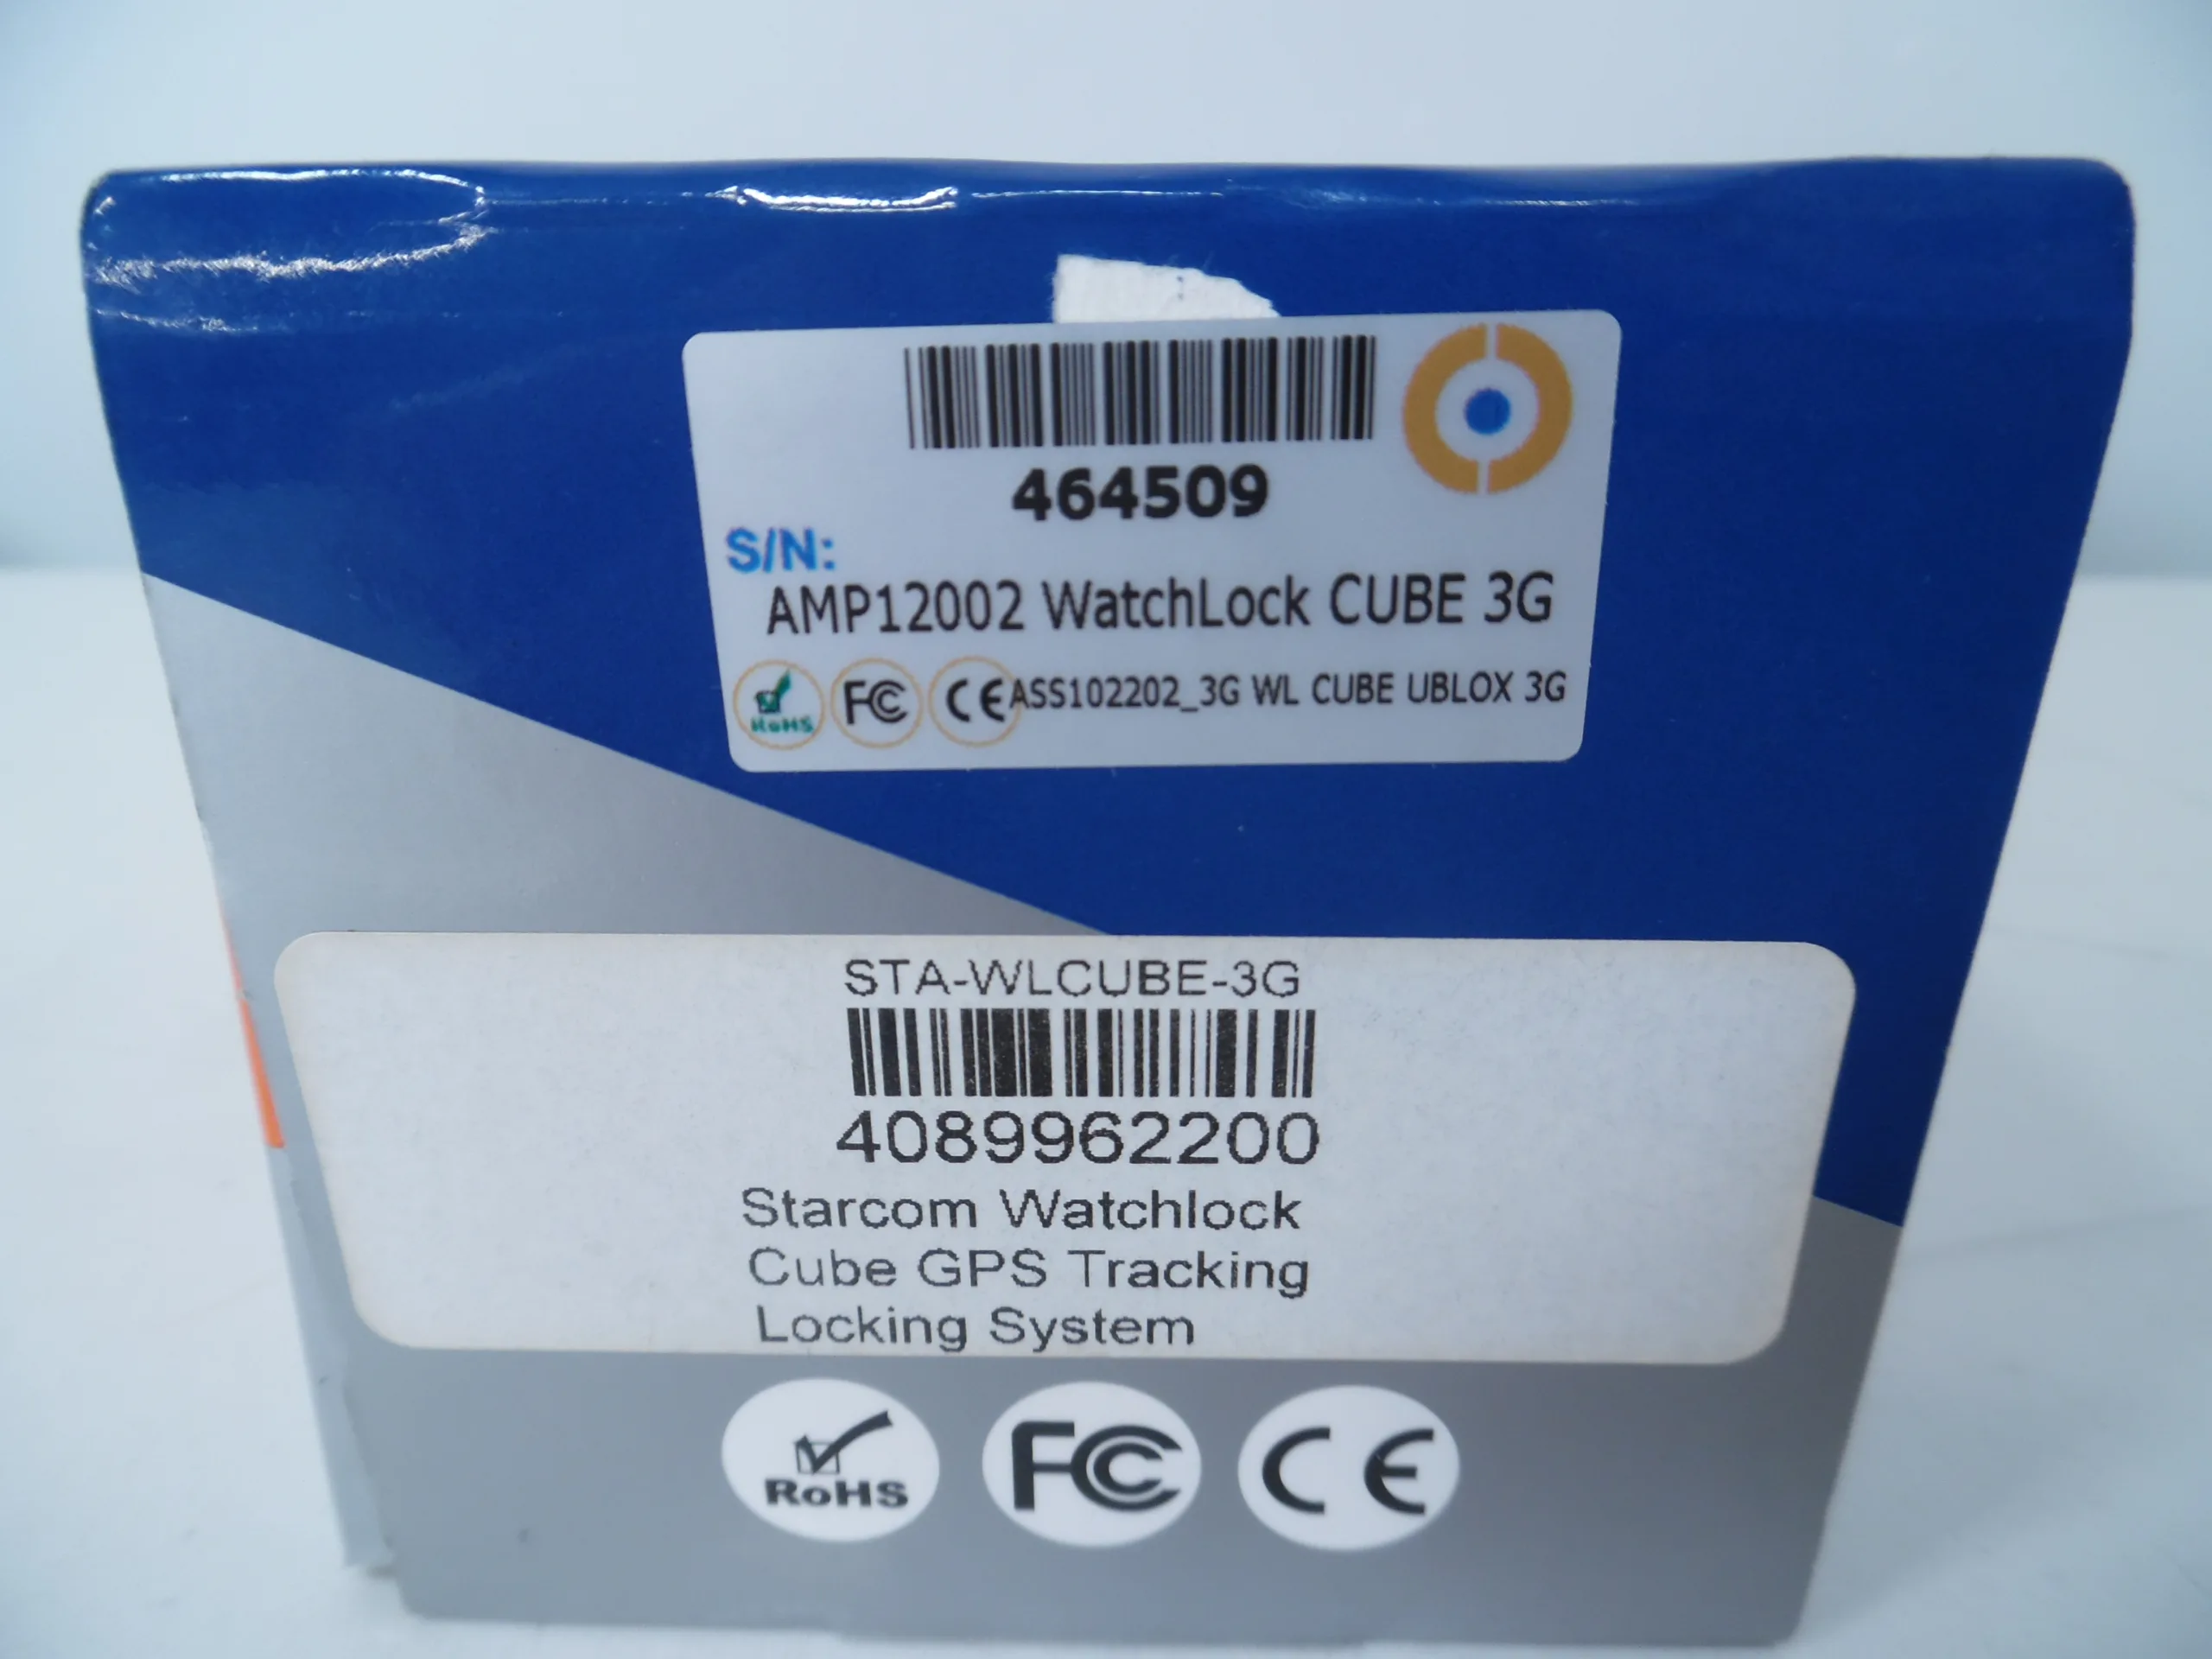 464509
S/N:
AMP12002 WatchLock CUBE 3G
RoHS FC CE ASS102202_3G WL CUBE UBLOX 3G
STA-WLCUBE-3G
4089962200
Starcom Watchlock
Cube GPS Tracking
Locking System
RoHS FC CE